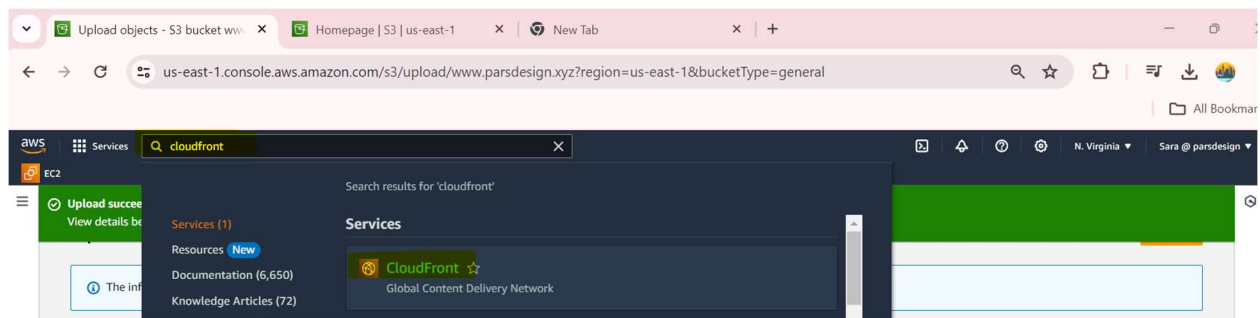 Upload objects - S3 bucket ww
Homepage | S3 | us-east-1
New Tab
us-east-1.console.aws.amazon.com/s3/upload/www.parsdesign.xyz?region=us-east-1&bucketType=general
All Bookmar
aws
Services
cloudfront
N. Virginia ▼
Sara @ parsdesign ▼
EC2
Search results for 'cloudfront'
Upload succee
View details be
Services (1)
Services
Resources New
CloudFront
Documentation (6,650)
Global Content Delivery Network
The inf
Knowledge Articles (72)